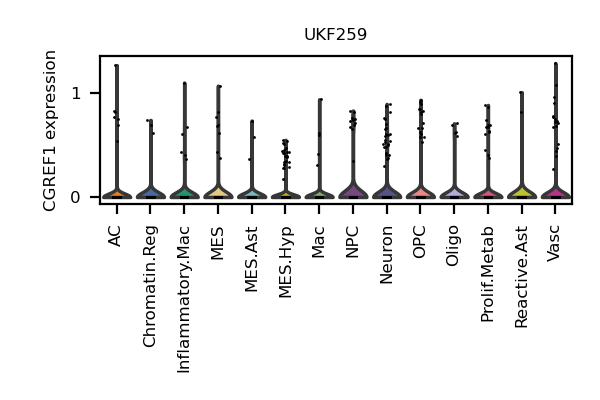 UKF259
CGREF1 expression
1
0
AC
Chromatin.Reg
Inflammatory.Mac
MES
MES.Ast
MES.Hyp
Mac
NPC
Neuron
OPC
Oligo
Prolif.Metab
Reactive.Ast
Vasc